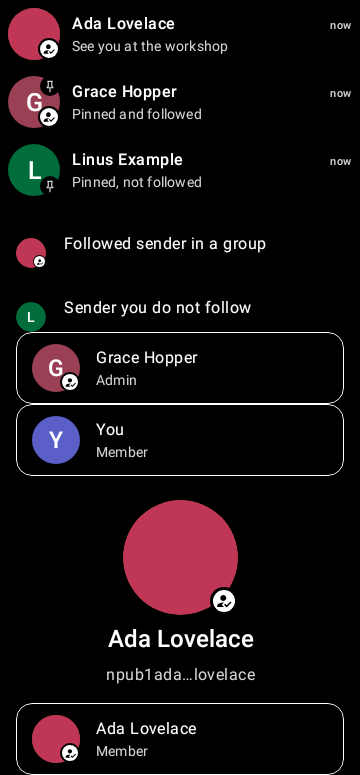 Ada Lovelace
now
See you at the workshop
G
Grace Hopper
now
Pinned and followed
L
Linus Example
now
Pinned, not followed
Followed sender in a group
L
Sender you do not follow
G
Grace Hopper
Admin
Y
You
Member
Ada Lovelace
npub1ada…lovelace
Ada Lovelace
Member